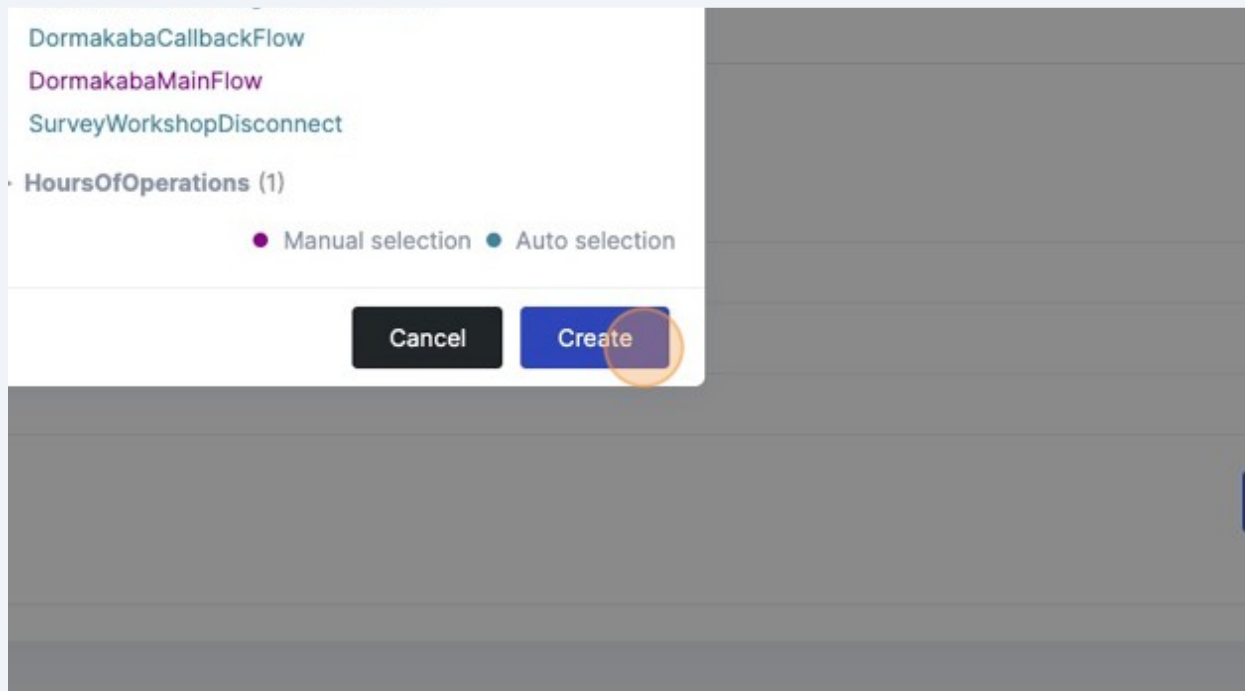 DormakabaCallbackFlow
DormakabaMainFlow
SurveyWorkshopDisconnect
HoursOfOperations (1)
Manual selection Auto selection
Cancel Create